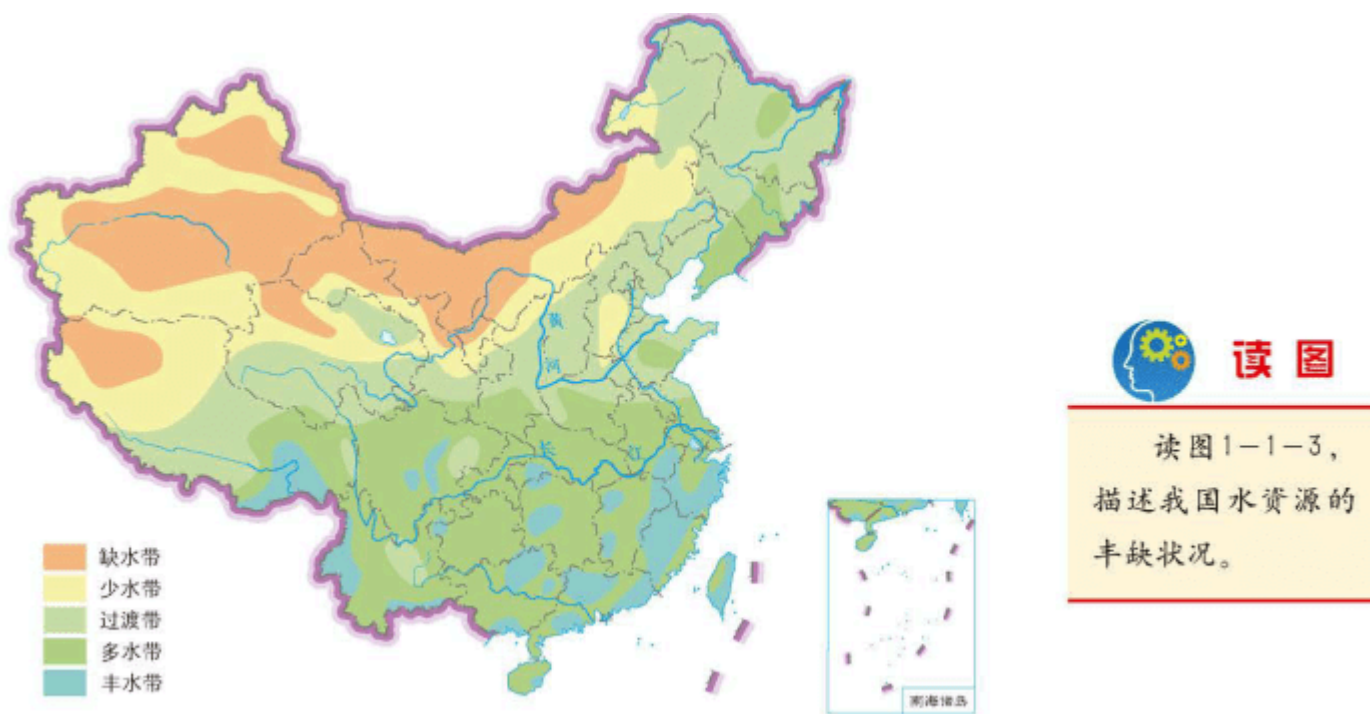 黄
河
长
江
缺水带
少水带
过渡带
多水带
丰水带
南海诸岛
读图
读图1-1-3，
描述我国水资源的
丰缺状况。